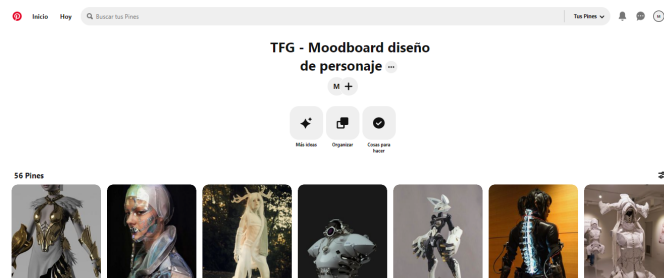 Inicio
Hoy
Buscar tus Pines
Tus Pines
TFG - Moodboard diseño
de personaje
M
Más ideas
Organizar
Cosas para
hacer
56 Pines